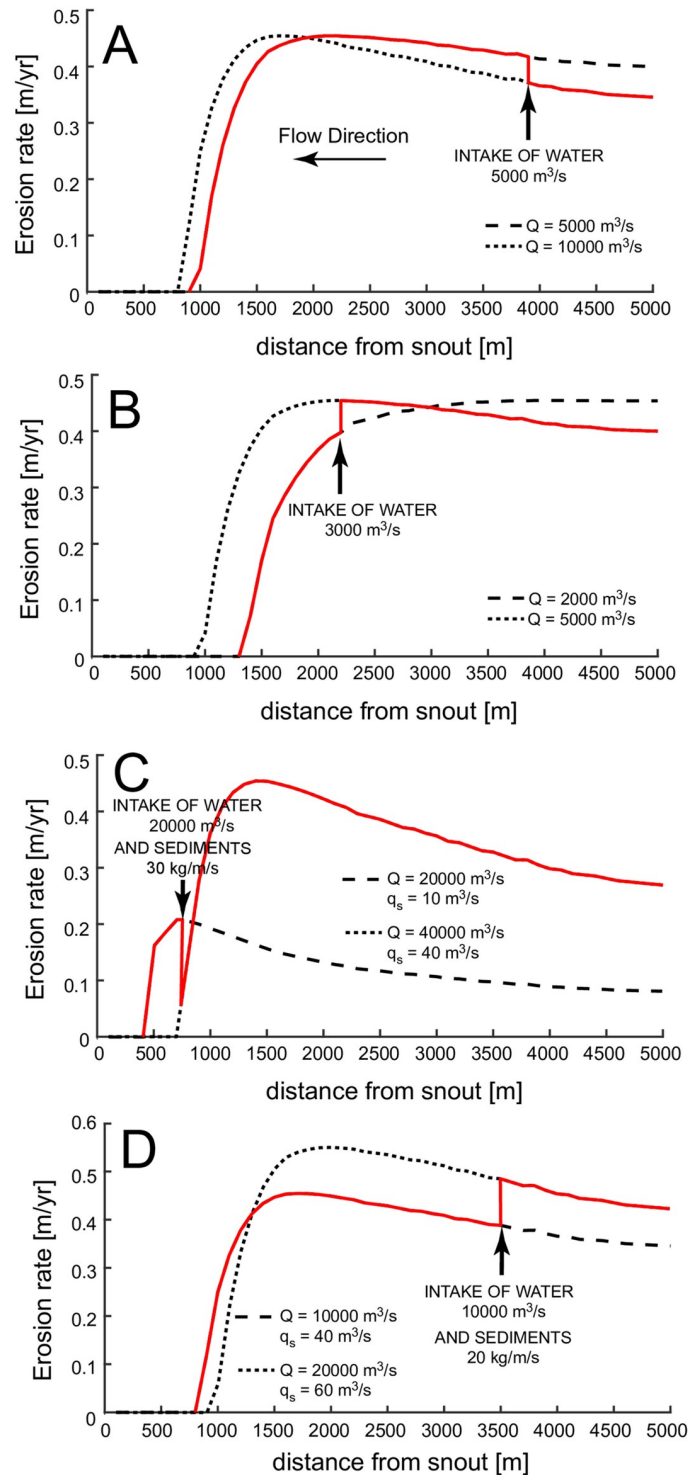 A
Erosion rate [m/yr]
0.5
0.4
0.3
0.2
0.1
0
Flow Direction
INTAKE OF WATER
5000 m³/s
Q = 5000 m³/s
Q = 10000 m³/s
0 500 1000 1500 2000 2500 3000 3500 4000 4500 5000
distance from snout [m]
B
Erosion rate [m/yr]
0.5
0.4
0.3
0.2
0.1
0
INTAKE OF WATER
3000 m³/s
Q = 2000 m³/s
Q = 5000 m³/s
0 500 1000 1500 2000 2500 3000 3500 4000 4500 5000
distance from snout [m]
C
Erosion rate [m/yr]
0.5
0.4
0.3
0.2
0.1
0
INTAKE OF WATER
20000 m³/s
AND SEDIMENTS
30 kg/m/s
Q = 20000 m³/s
qs = 10 m³/s
Q = 40000 m³/s
qs = 40 m³/s
0 500 1000 1500 2000 2500 3000 3500 4000 4500 5000
distance from snout [m]
D
Erosion rate [m/yr]
0.6
0.5
0.4
0.3
0.2
0.1
0
INTAKE OF WATER
10000 m³/s
AND SEDIMENTS
20 kg/m/s
Q = 10000 m³/s
qs = 40 m³/s
Q = 20000 m³/s
qs = 60 m³/s
0 500 1000 1500 2000 2500 3000 3500 4000 4500 5000
distance from snout [m]